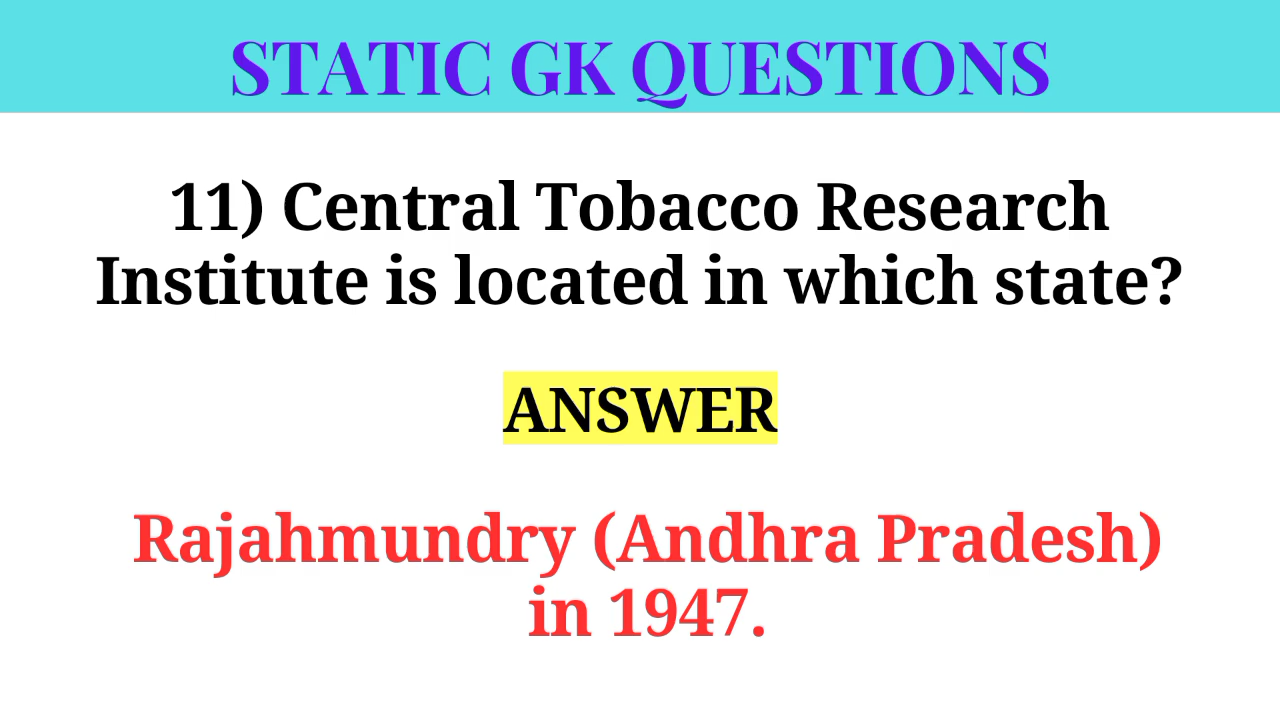 STATIC GK QUESTIONS
11) Central Tobacco Research
Institute is located in which state?
ANSWER
Rajahmundry (Andhra Pradesh)
in 1947.